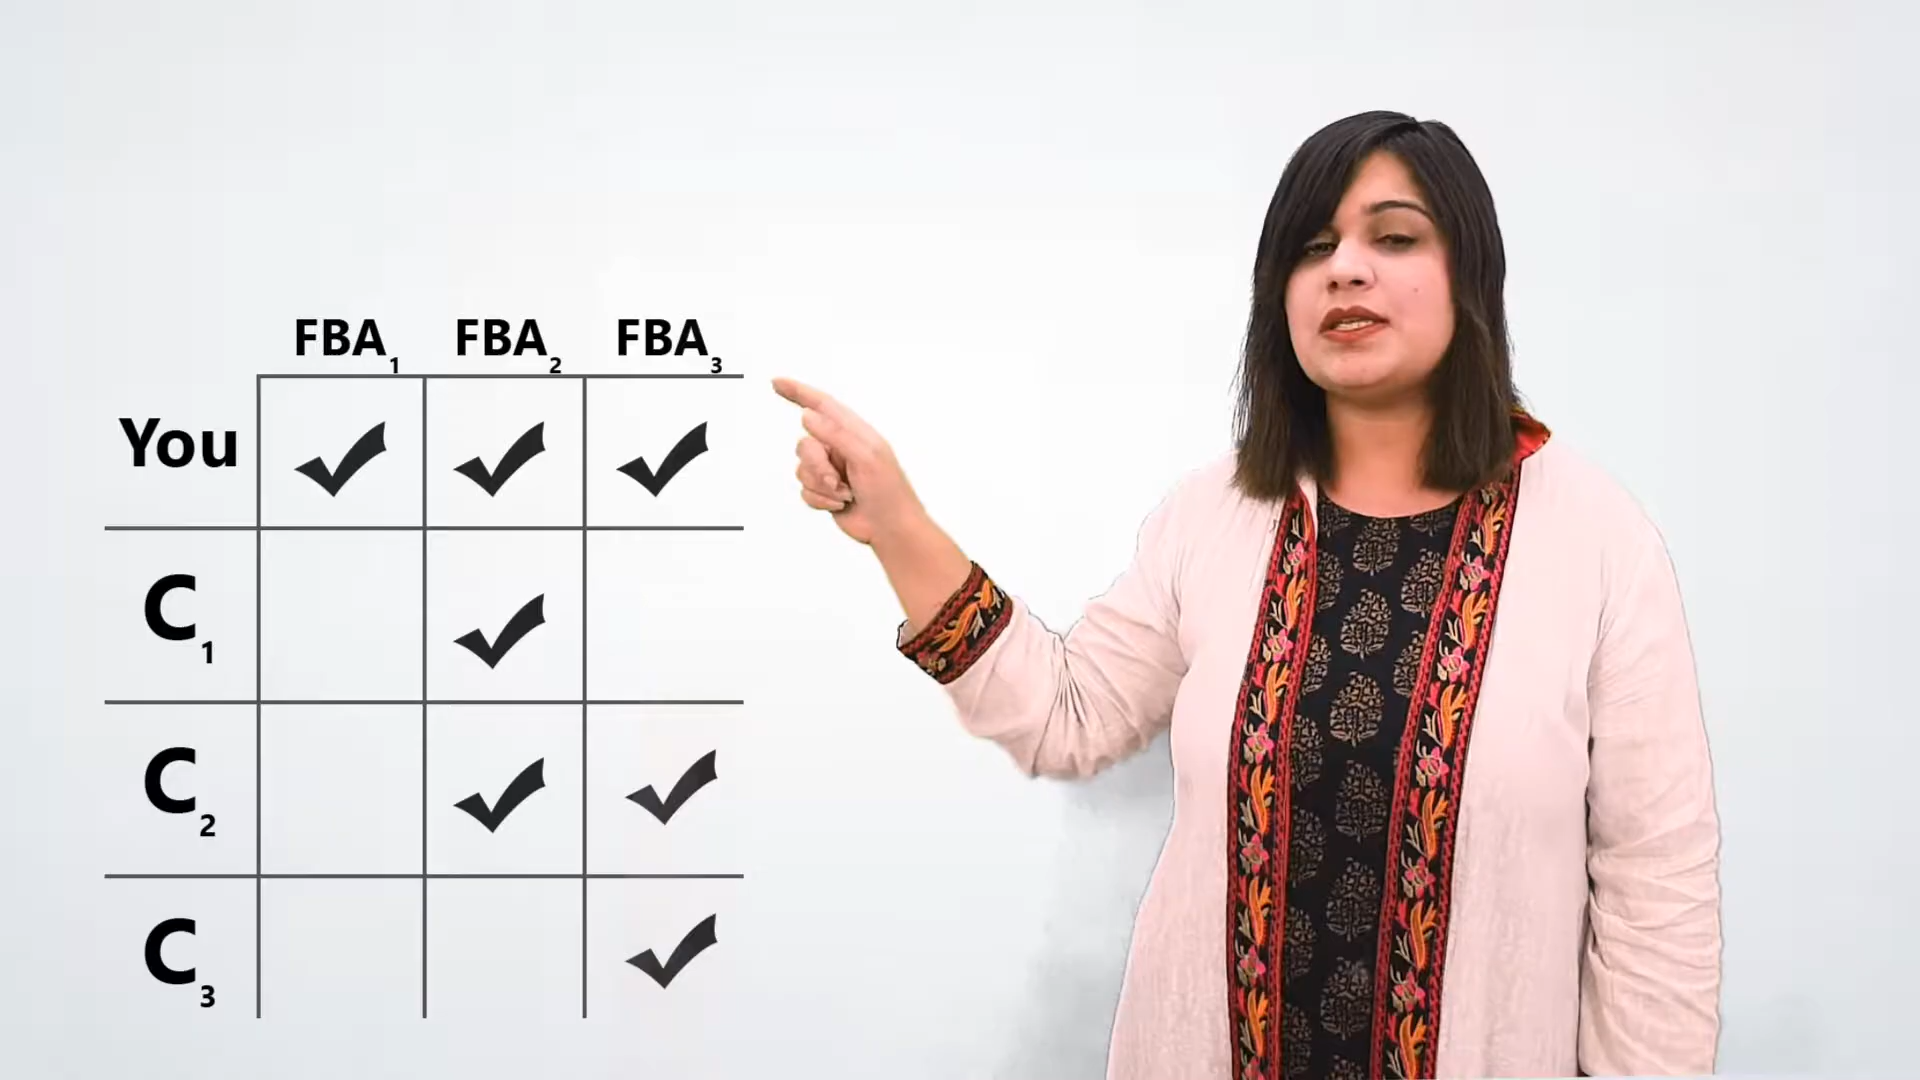 FBA₁ FBA₂ FBA₃
You ✓ ✓ ✓
C₁ ✓
C₂ ✓ ✓
C₃ ✓